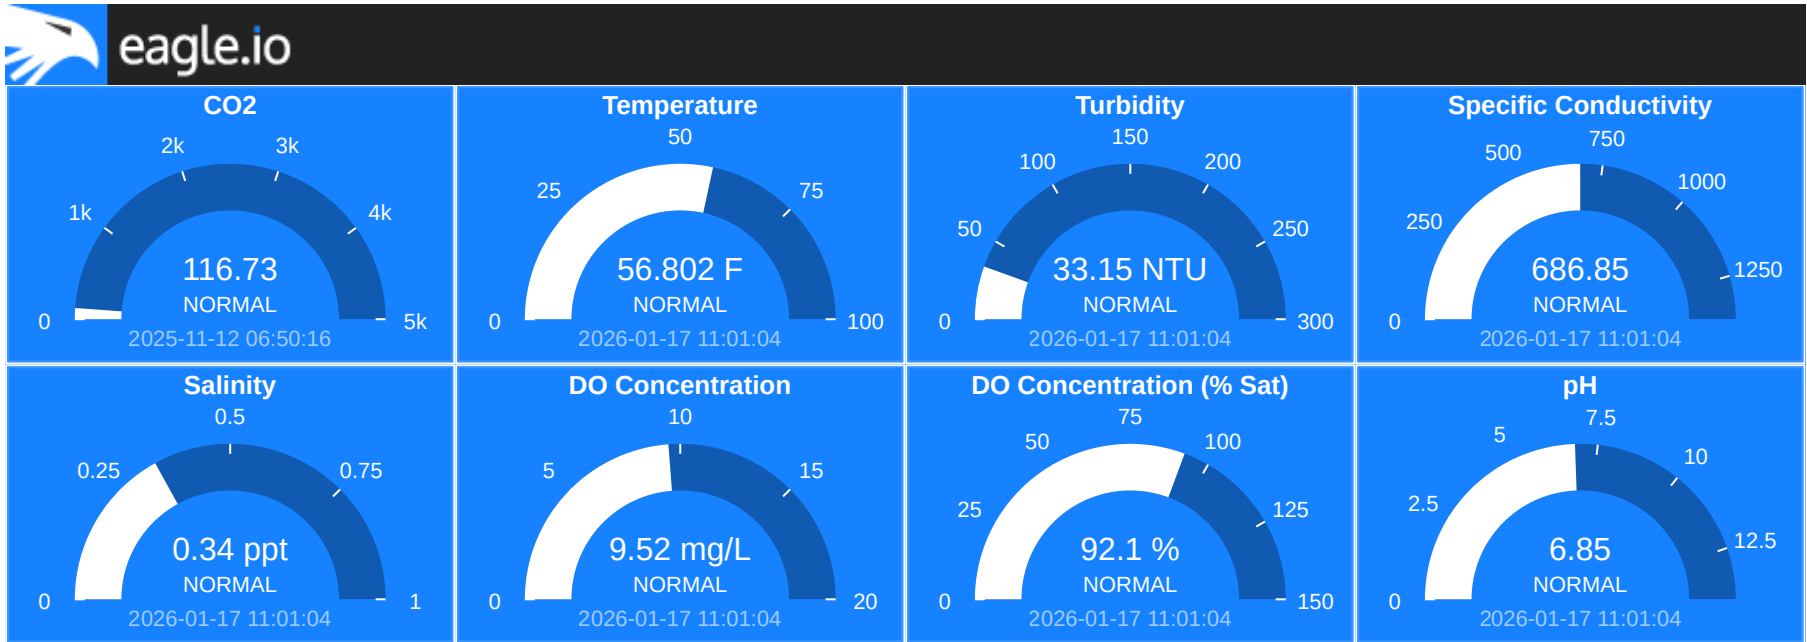 eagle.io
CO2
0
1k
2k
3k
4k
5k
116.73
NORMAL
2025-11-12 06:50:16
Temperature
0
25
50
75
100
56.802 F
NORMAL
2026-01-17 11:01:04
Turbidity
0
50
100
150
200
250
300
33.15 NTU
NORMAL
2026-01-17 11:01:04
Specific Conductivity
0
250
500
750
1000
1250
686.85
NORMAL
2026-01-17 11:01:04
Salinity
0
0.25
0.5
0.75
1
0.34 ppt
NORMAL
2026-01-17 11:01:04
DO Concentration
0
5
10
15
20
9.52 mg/L
NORMAL
2026-01-17 11:01:04
DO Concentration (% Sat)
0
25
50
75
100
125
150
92.1 %
NORMAL
2026-01-17 11:01:04
pH
0
2.5
5
7.5
10
12.5
6.85
NORMAL
2026-01-17 11:01:04